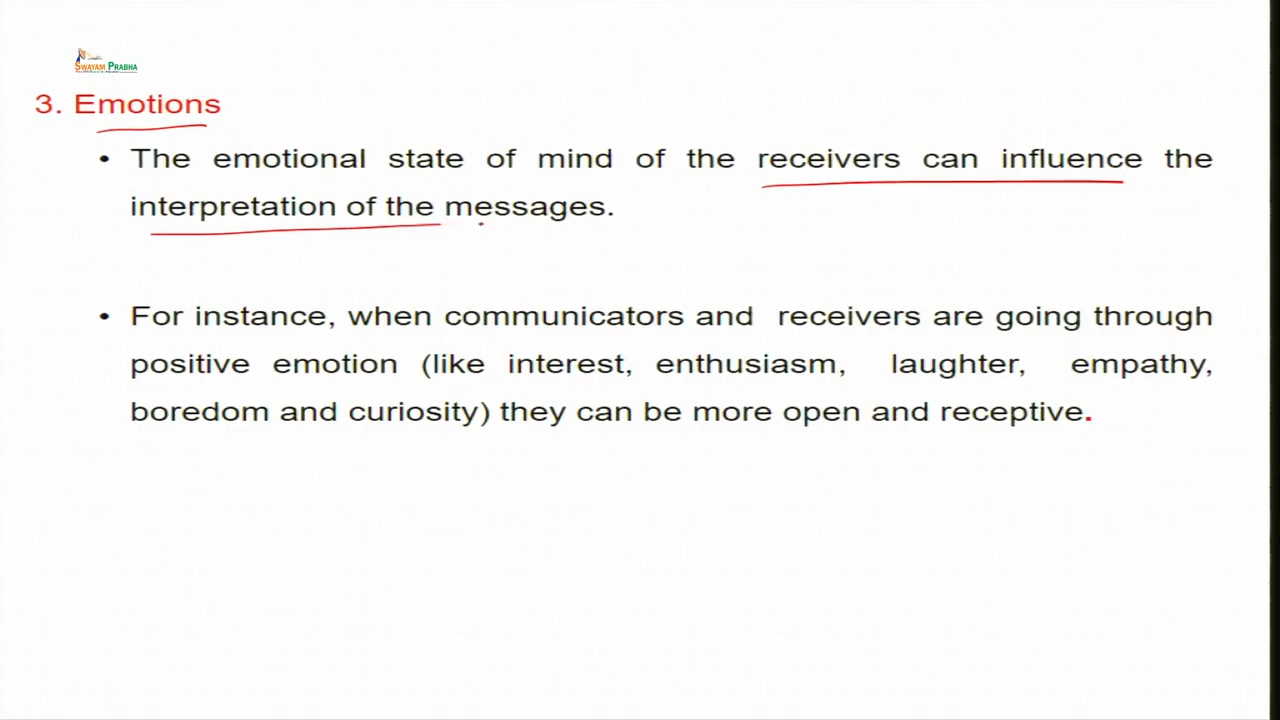 SWAYAM PRABHA
3. Emotions
• The emotional state of mind of the receivers can influence the
interpretation of the messages.
• For instance, when communicators and receivers are going through
positive emotion (like interest, enthusiasm, laughter, empathy,
boredom and curiosity) they can be more open and receptive.